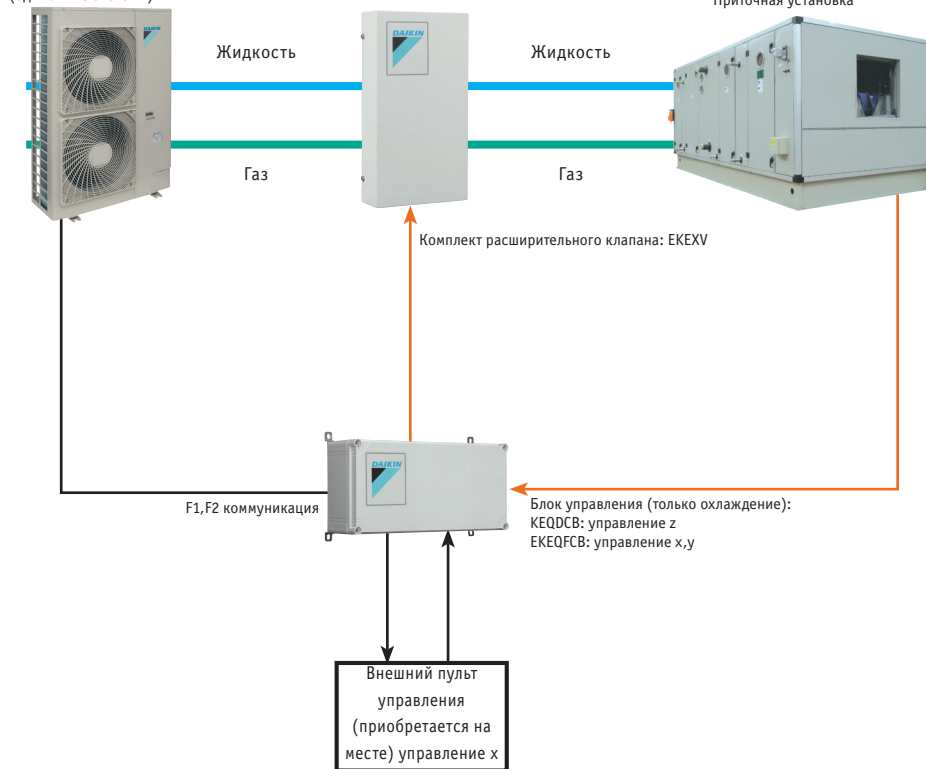 Приточная установка
DAIKIN
DAIKIN
Жидкость
Жидкость
Газ
Газ
Комплект расширительного клапана: EKEXV
DAIKIN
F1,F2 коммуникация
Блок управления (только охлаждение):
KEQDCB: управление z
EKEQFCB: управление x,y
Внешний пульт
управления
(приобретается на
месте) управление x